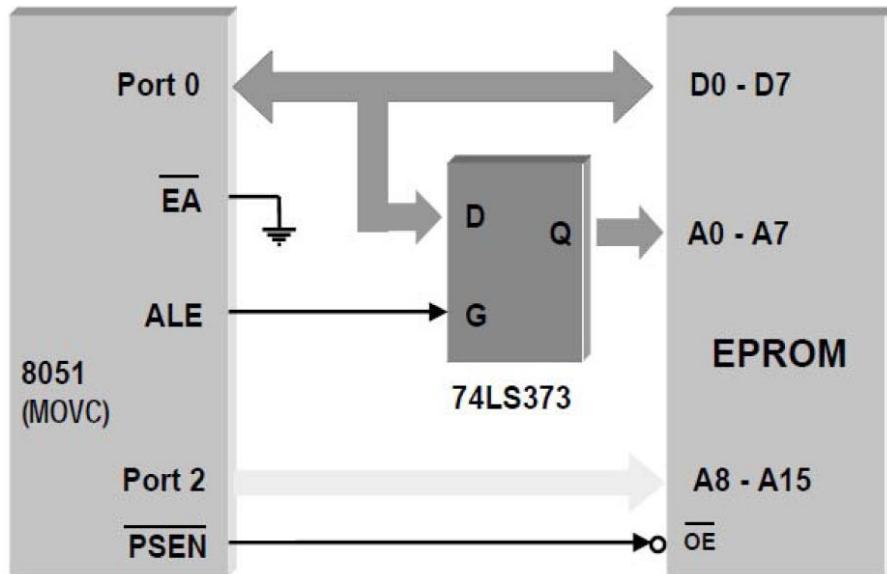 Port 0
D0 - D7
EA
D
Q
A0 - A7
ALE
G
EPROM
8051
(MOVC)
74LS373
Port 2
A8 - A15
PSEN
OE